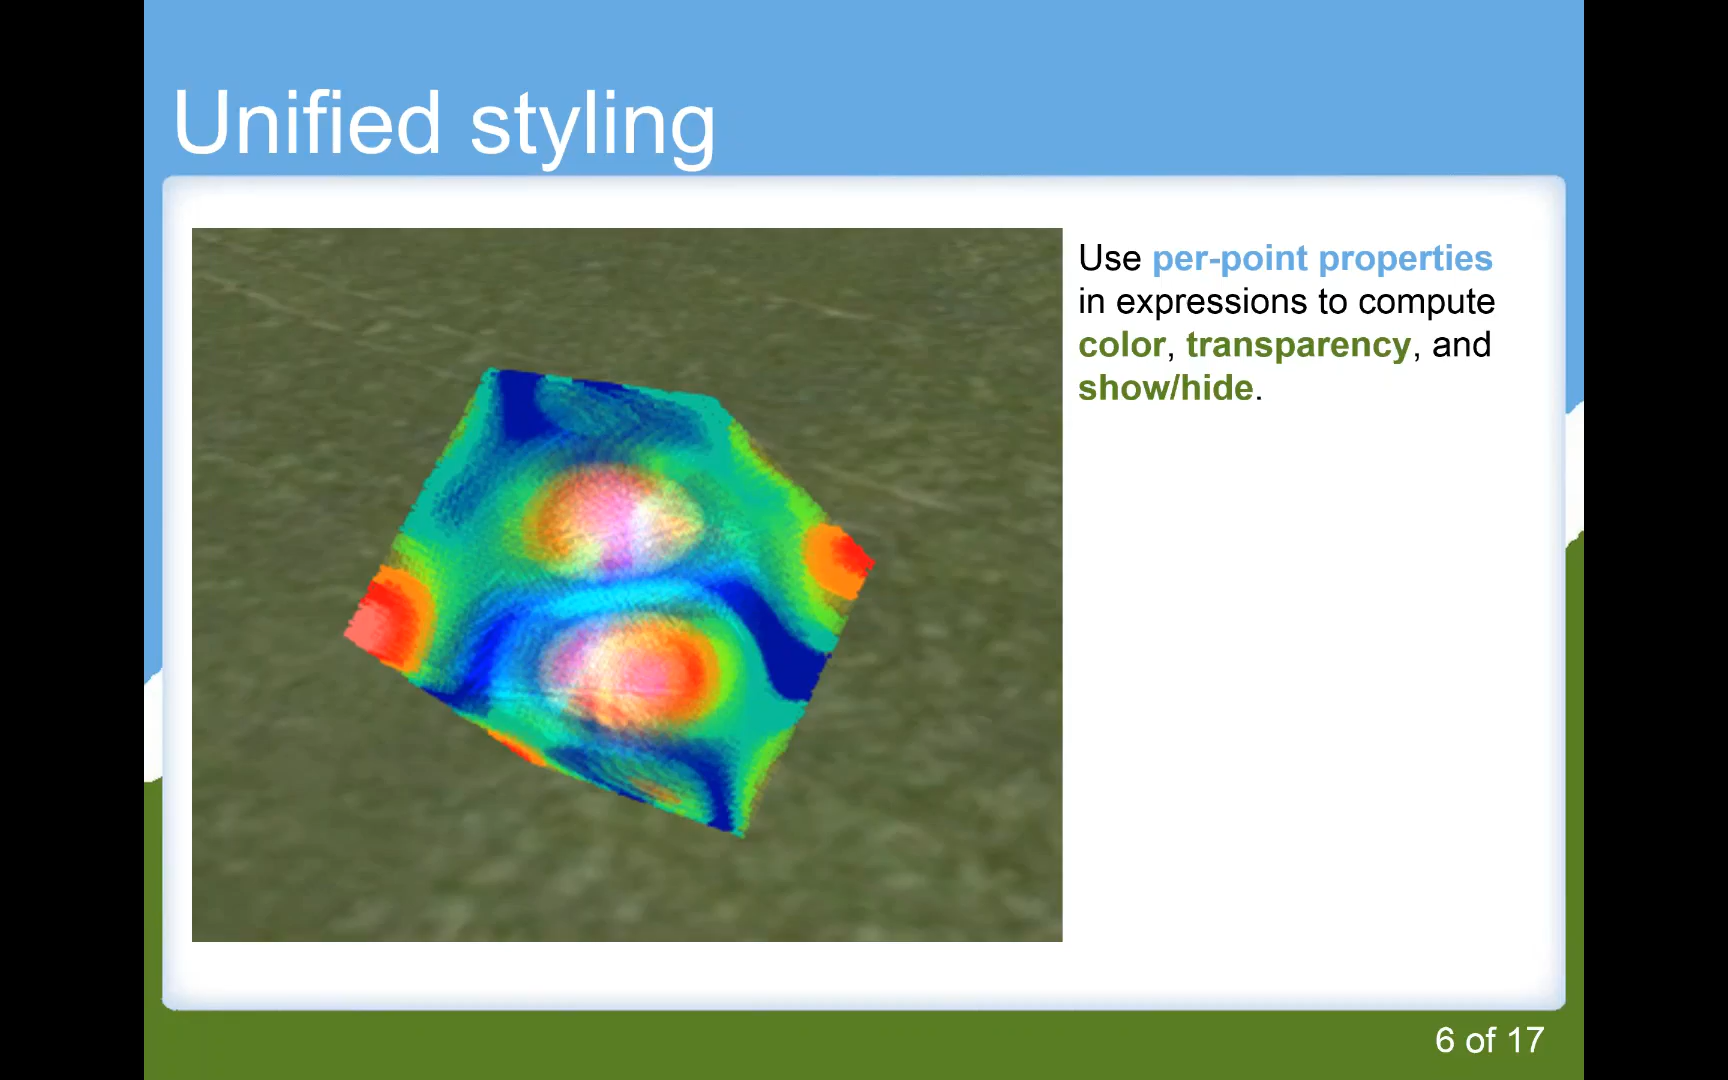 Unified styling
Use per-point properties
in expressions to compute
color, transparency, and
show/hide.
6 of 17